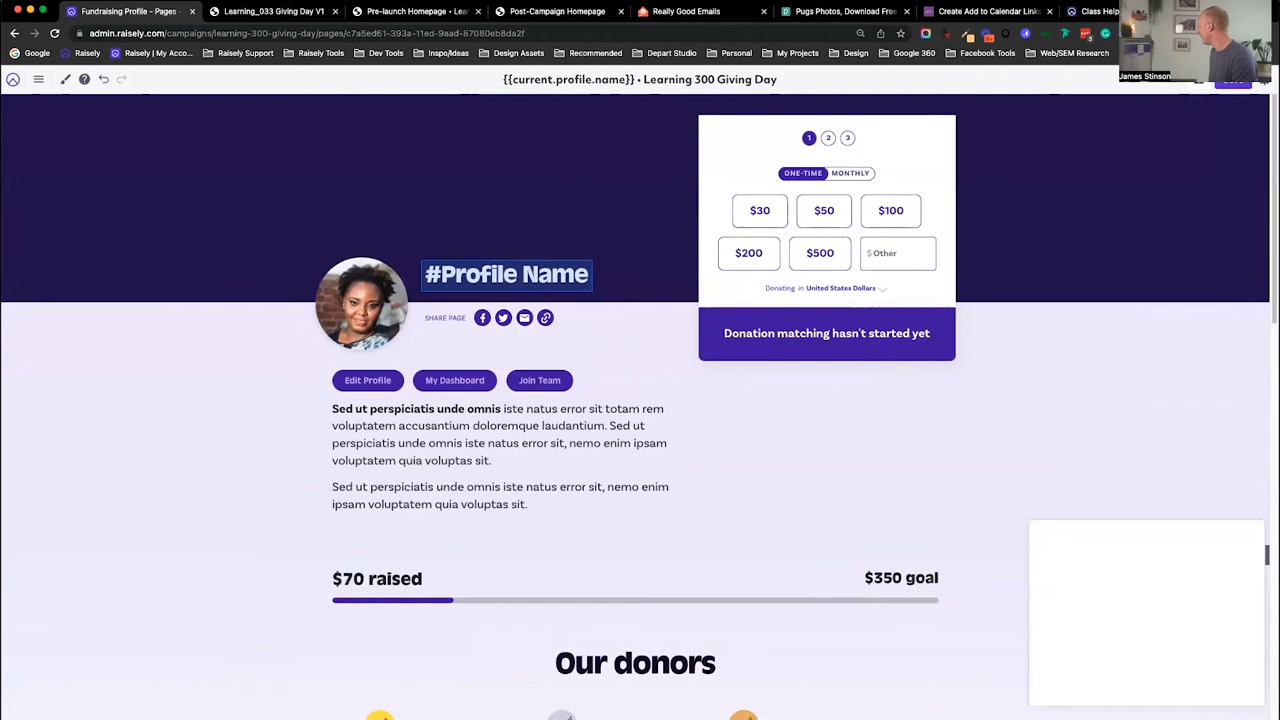 Fundraising Profile - Pages -
Learning_033 Giving Day V1
Pre-launch Homepage • Lear
Post-Campaign Homepage
Really Good Emails
Pugs Photos, Download Free
Create Add to Calendar Links
Class Help
admin.raisely.com/campaigns/learning-300-giving-day/pages/c7a5ed61-393a-11ed-9aad-87080eb8da2f
Google
Raisely
Raisely | My Acco...
Raisely Support
Raisely Tools
Dev Tools
Inspo/Ideas
Design Assets
Recommended
Depart Studio
Personal
My Projects
Design
Google 360
Facebook Tools
Web/SEM Research
James Stinson
{{current.profile.name}} • Learning 300 Giving Day
1 2 3
ONE-TIME MONTHLY
$30 $50 $100
$200 $500 $ Other
Donating in United States Dollars
Donation matching hasn't started yet
#Profile Name
SHARE PAGE
Edit Profile My Dashboard Join Team
Sed ut perspiciatis unde omnis iste natus error sit totam rem
voluptatem accusantium doloremque laudantium. Sed ut
perspiciatis unde omnis iste natus error sit, nemo enim ipsam
voluptatem quia voluptas sit.
Sed ut perspiciatis unde omnis iste natus error sit, nemo enim
ipsam voluptatem quia voluptas sit.
$70 raised
$350 goal
Our donors